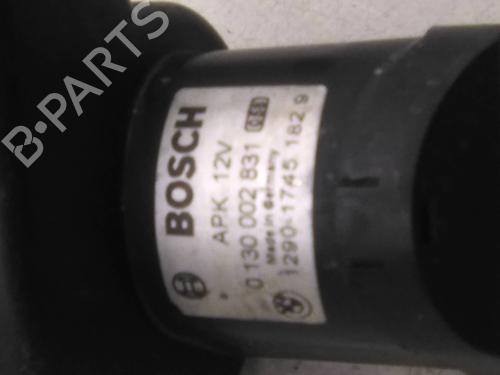 B-PARTS
BOSCH
APK 12V
0 130 002 831
Made in Germany
1290-1745 182.9